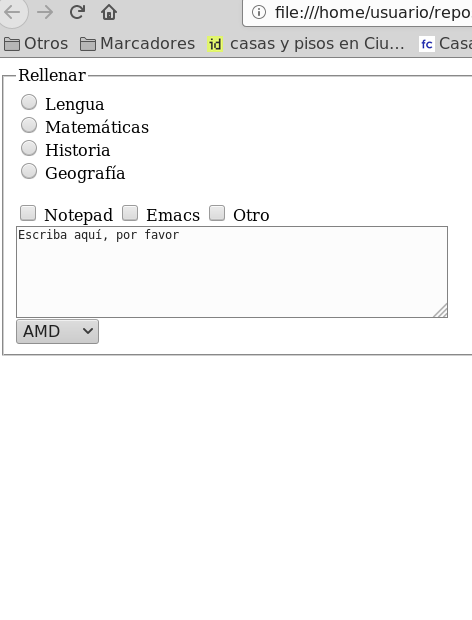 file:///home/usuario/repo
Otros Marcadores id casas y pisos en Ciu... fc Casa
Rellenar
Lengua
Matemáticas
Historia
Geografía
Notepad Emacs Otro
Escriba aquí, por favor
AMD